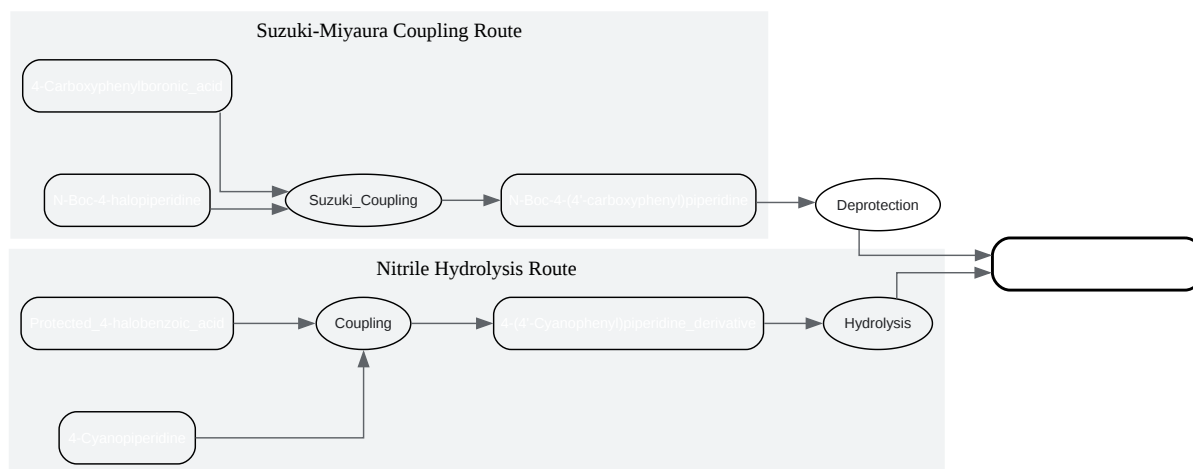 Suzuki-Miyaura Coupling Route
4-Carboxyphenylboronic_acid
N-Boc-4-halopiperidine
Suzuki_Coupling
N-Boc-4-(4'-carboxyphenyl)piperidine
Deprotection
Nitrile Hydrolysis Route
Protected_4-halobenzoic_acid
Coupling
4-(4'-Cyanophenyl)piperidine_derivative
Hydrolysis
4-Cyanopiperidine